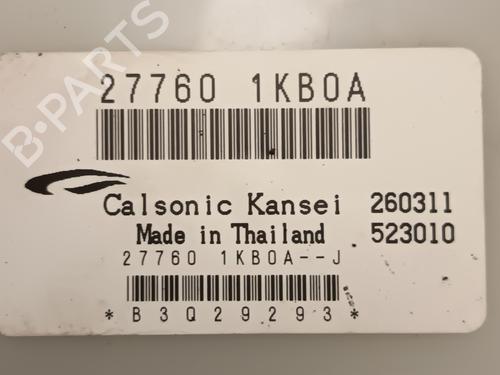 27760 1KB0A
B-PARTS
Calsonic Kansei 260311
Made in Thailand 523010
27760 1KB0A--J
*B3Q29293*